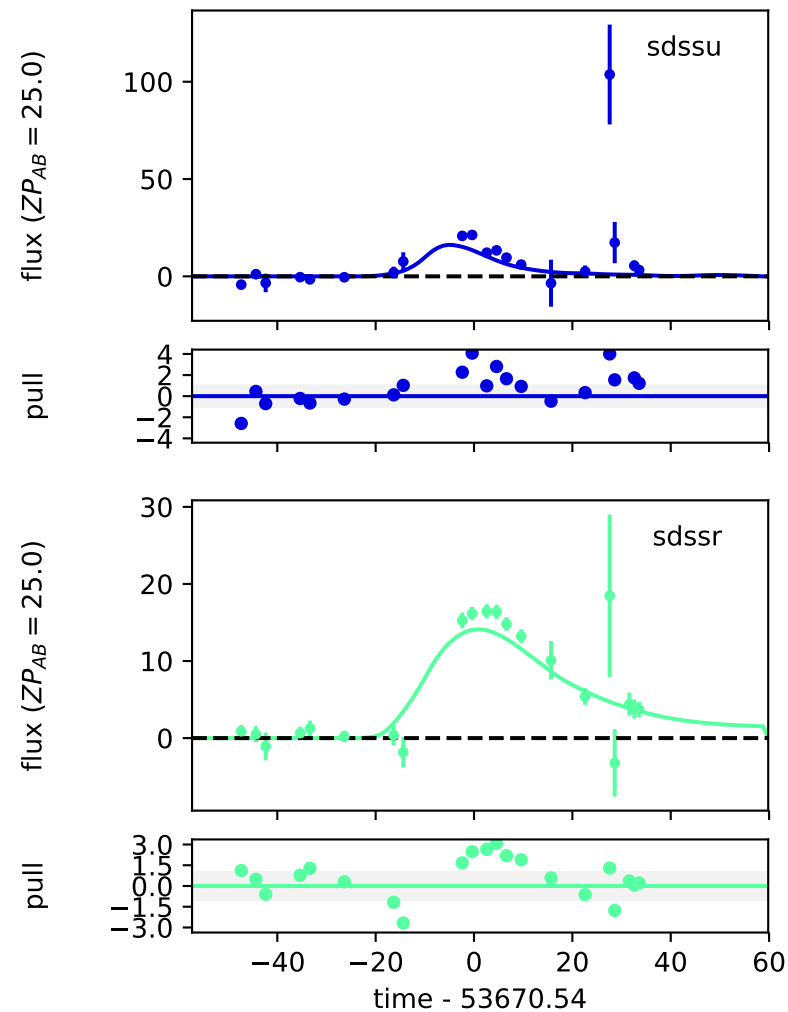 sdssu
flux (ZP_AB = 25.0)
100
50
0
pull
4
2
0
−2
−4
sdssr
flux (ZP_AB = 25.0)
30
20
10
0
pull
3.0
1.5
0.0
−1.5
−3.0
−40 −20 0 20 40 60
time - 53670.54